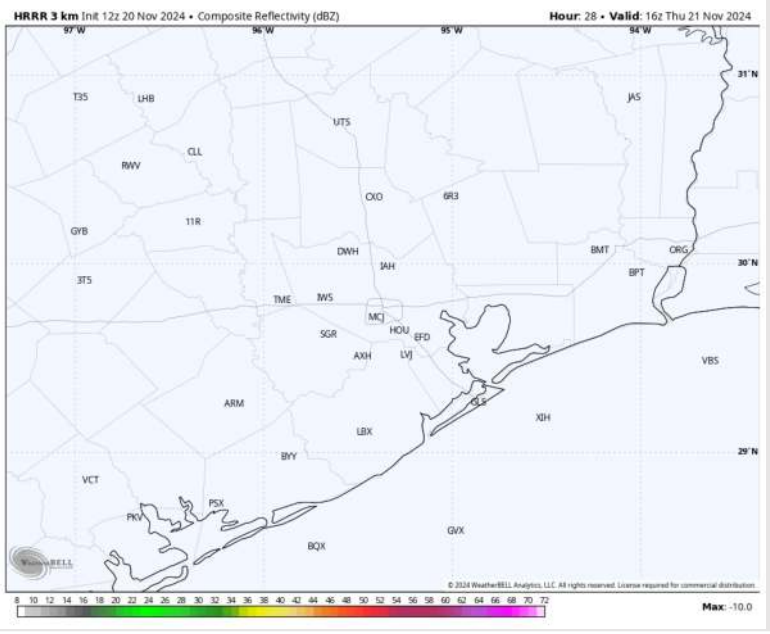 HRRR 3 km Init 12z 20 Nov 2024 • Composite Reflectivity (dBZ) Hour: 28 • Valid: 16z Thu 21 Nov 2024
97°W 96°W 95°W 94°W
31°N
T35 LHB JAS
UTS
CLL
RWV
CXO 6R3
11R
GYB
DWH BMT ORG
30°N
IAH
BPT
3T5
TME IWS
MCJ
SGR HOU
EFD
AXH LVJ
VBS
ARM GLS
XIH
LBX
29°N
BYY
VCT
PSX
PKV
GVX
BQX
WeatherBELL
© 2024 WeatherBELL Analytics, LLC. All rights reserved. License required for commercial distribution.
8 10 12 14 16 18 20 22 24 26 28 30 32 34 36 38 40 42 44 46 48 50 52 54 56 58 60 62 64 66 68 70 72
Max: -10.0